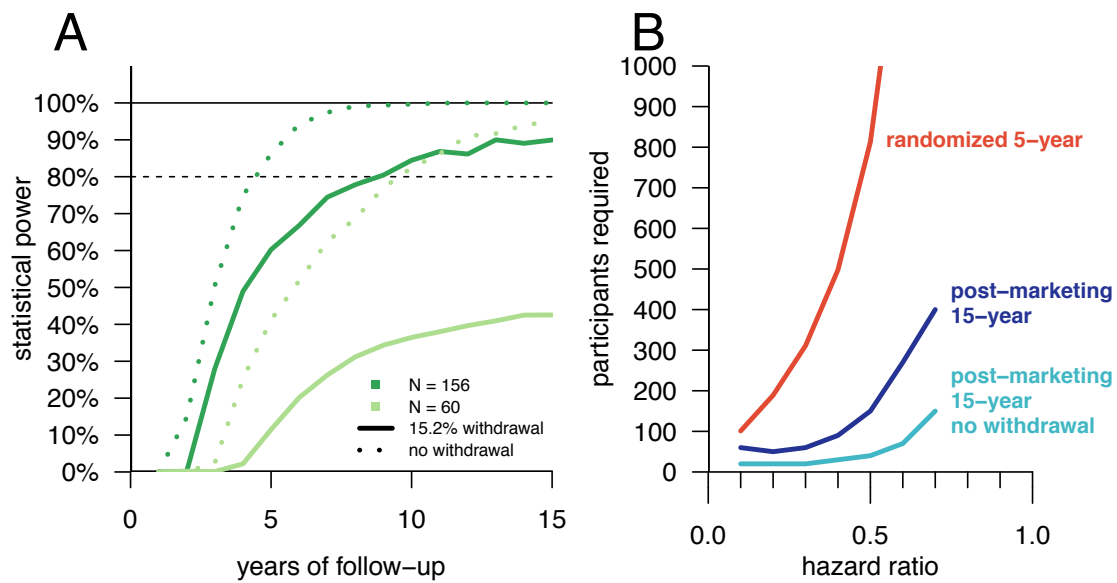 A
statistical power
100%
90%
80%
70%
60%
50%
40%
30%
20%
10%
0%
N = 156
N = 60
15.2% withdrawal
no withdrawal
0
5
10
15
years of follow−up
B
participants required
1000
900
800
700
600
500
400
300
200
100
0
randomized 5−year
post−marketing
15−year
post−marketing
15−year
no withdrawal
0.0
0.5
1.0
hazard ratio